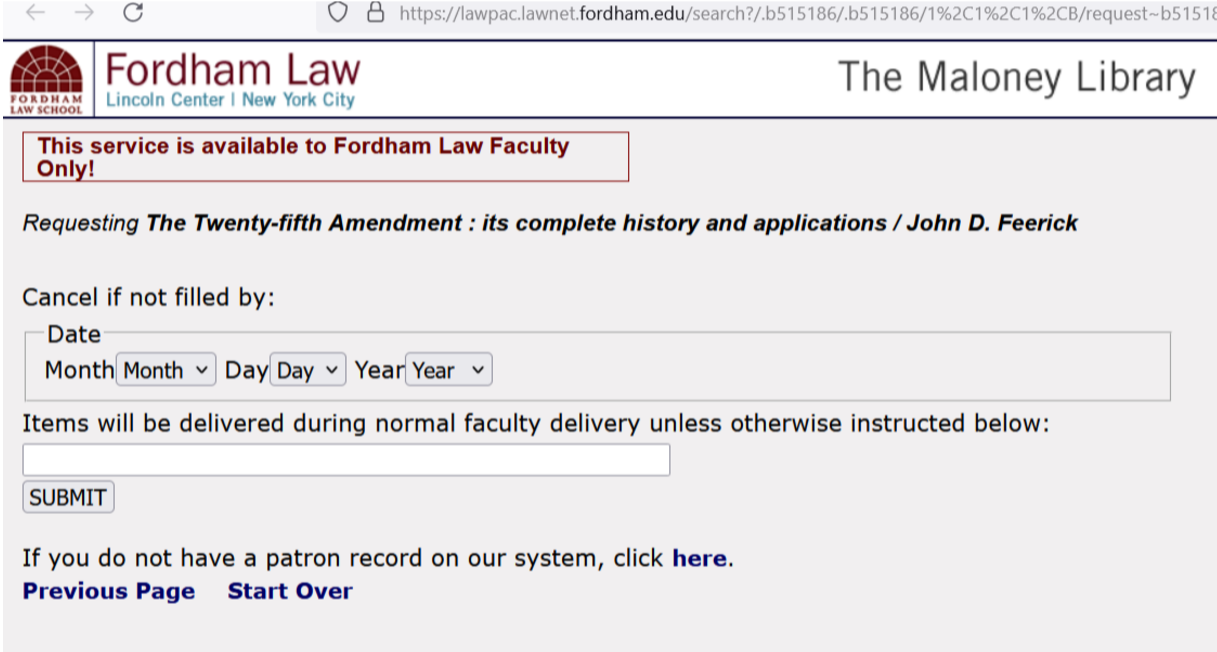 https://lawpac.lawnet.fordham.edu/search?/.b515186/.b515186/1%2C1%2C1%2CB/request~b5151
FORDHAM
LAW SCHOOL
Fordham Law
Lincoln Center | New York City
The Maloney Library
This service is available to Fordham Law Faculty
Only!
Requesting The Twenty-fifth Amendment : its complete history and applications / John D. Feerick
Cancel if not filled by:
Date
Month Month Day Day Year Year
Items will be delivered during normal faculty delivery unless otherwise instructed below:
SUBMIT
If you do not have a patron record on our system, click here.
Previous Page Start Over